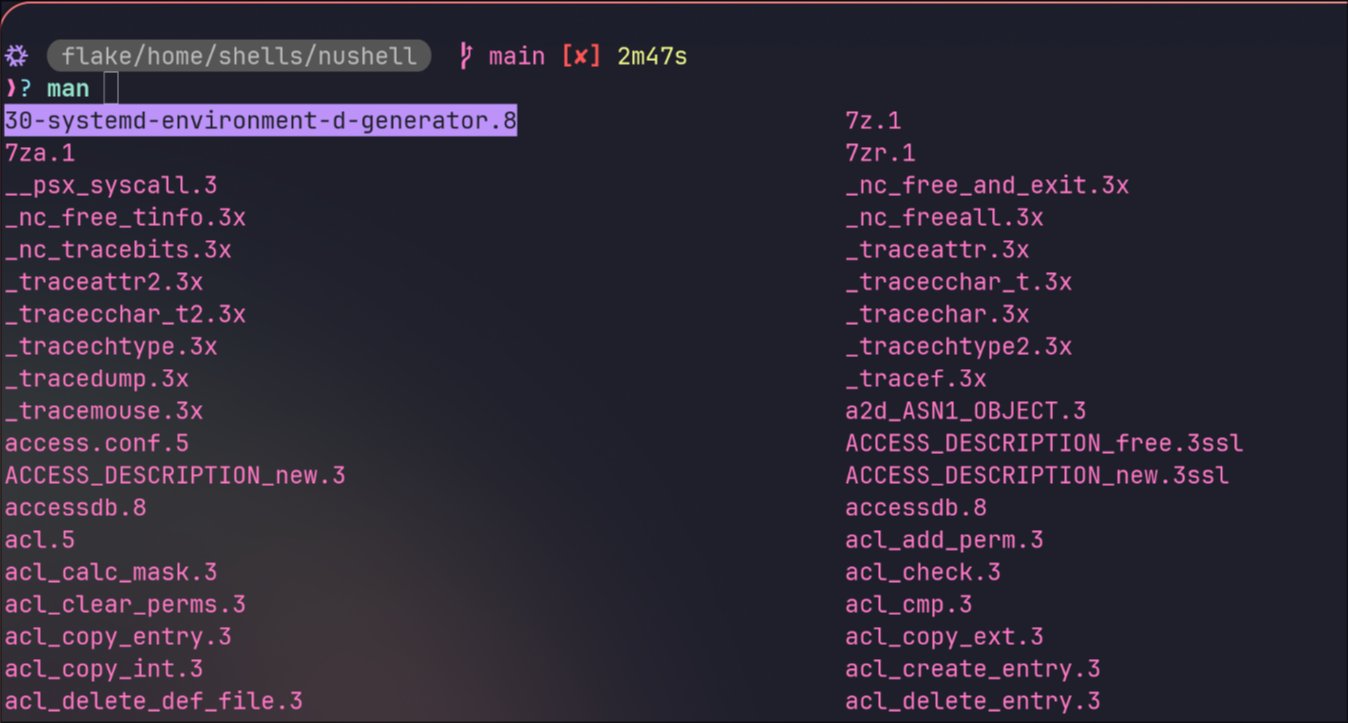 flake/home/shells/nushell main [✘] 2m47s
❯? man
30-systemd-environment-d-generator.8 7z.1
7za.1 7zr.1
__psx_syscall.3 _nc_free_and_exit.3x
_nc_free_tinfo.3x _nc_freeall.3x
_nc_tracebits.3x _traceattr.3x
_traceattr2.3x _tracecchar_t.3x
_tracecchar_t2.3x _tracechar.3x
_tracechtype.3x _tracechtype2.3x
_tracedump.3x _tracef.3x
_tracemouse.3x a2d_ASN1_OBJECT.3
access.conf.5 ACCESS_DESCRIPTION_free.3ssl
ACCESS_DESCRIPTION_new.3 ACCESS_DESCRIPTION_new.3ssl
accessdb.8 accessdb.8
acl.5 acl_add_perm.3
acl_calc_mask.3 acl_check.3
acl_clear_perms.3 acl_cmp.3
acl_copy_entry.3 acl_copy_ext.3
acl_copy_int.3 acl_create_entry.3
acl_delete_def_file.3 acl_delete_entry.3